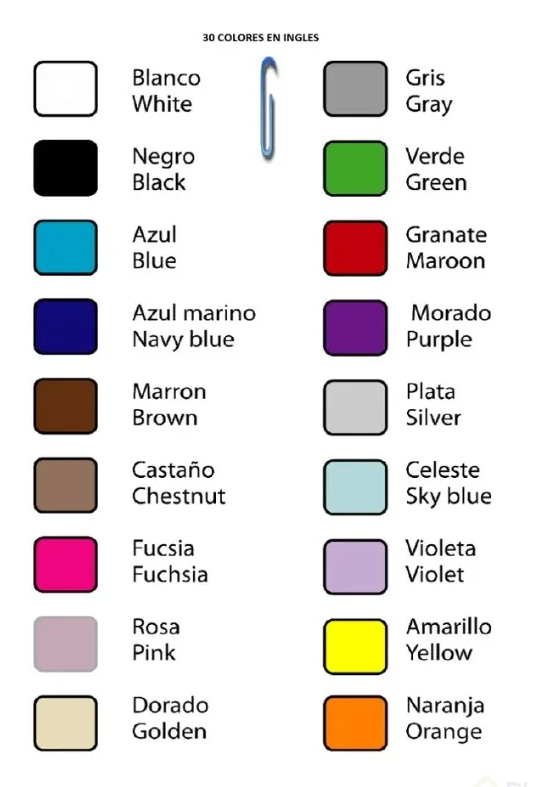 30 COLORES EN INGLES
Blanco
White
Negro
Black
Azul
Blue
Azul marino
Navy blue
Marron
Brown
Castaño
Chestnut
Fucsia
Fuchsia
Rosa
Pink
Dorado
Golden
Gris
Gray
Verde
Green
Granate
Maroon
Morado
Purple
Plata
Silver
Celeste
Sky blue
Violeta
Violet
Amarillo
Yellow
Naranja
Orange